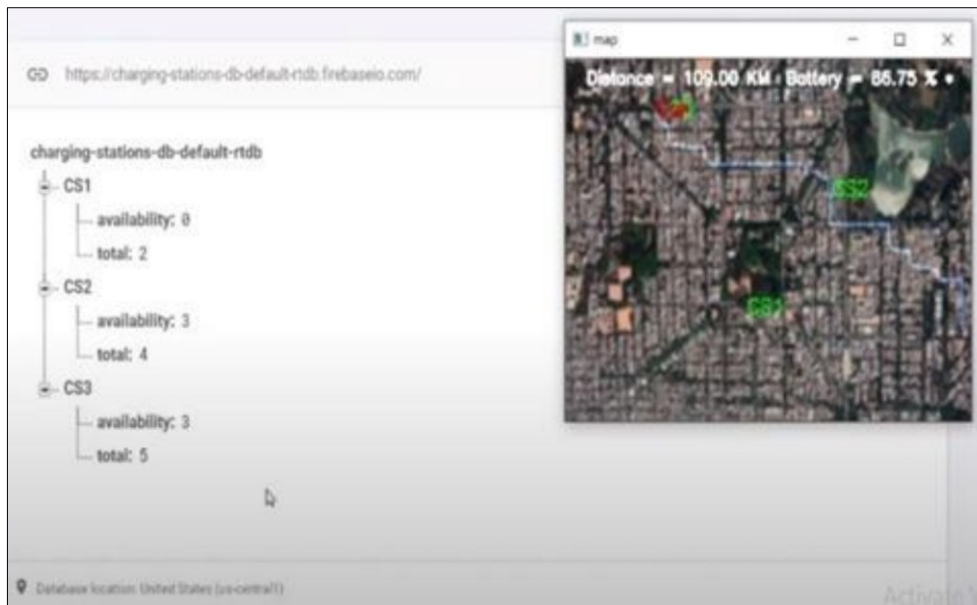 https://charging-stations-db-default-rtdb.firebaseio.com/
charging-stations-db-default-rtdb
CS1
availability: 0
total: 2
CS2
availability: 3
total: 4
CS3
availability: 3
total: 5
Database location: United States (us-central1)
map
Distance = 109.00 KM Battery = 86.75 %
CS2
CS1
Activate